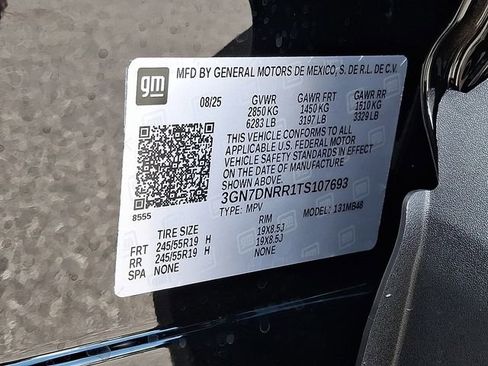 gm MFD BY GENERAL MOTORS DE MEXICO, S. DE R.L. DE C.V.
08/25 GVWR GAWR FRT GAWR RR
2850 KG 1450 KG 1510 KG
6283 LB 3197 LB 3329 LB
THIS VEHICLE CONFORMS TO ALL
APPLICABLE U.S. FEDERAL MOTOR
VEHICLE SAFETY STANDARDS IN EFFECT
ON THE DATE OF MANUFACTURE SHOWN ABOVE.
8555 3GN7DNRR1TS107693
TYPE: MPV MODEL: 131MB48
TIRE SIZE RIM
FRT 245/55R19 H 19X8.5J
RR 245/55R19 H 19X8.5J
SPA NONE NONE